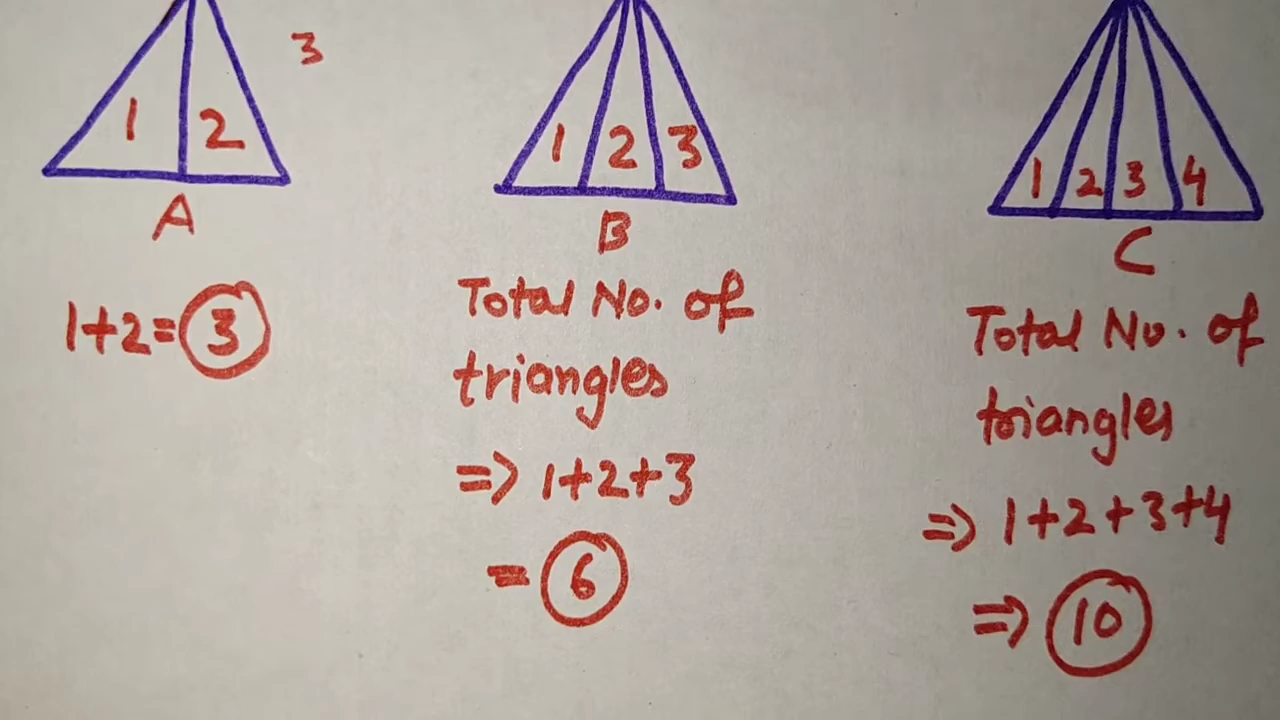 3
1 2
A
1+2=3
1 2 3
B
Total No. of
triangles
=> 1+2+3
= 6
1 2 3 4
C
Total No. of
triangles
=> 1+2+3+4
=> 10